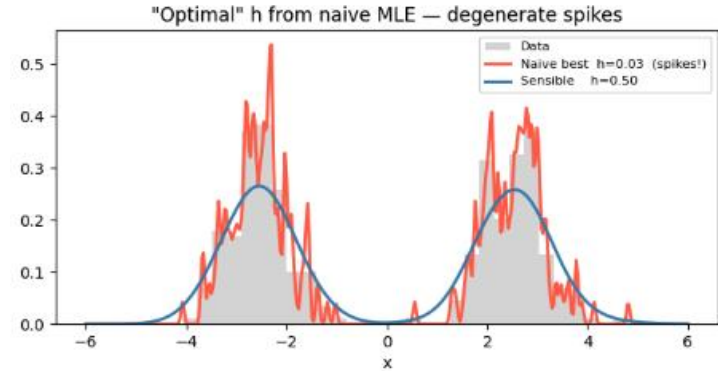 "Optimal" h from naive MLE — degenerate spikes
Data
Naive best h=0.03 (spikes!)
Sensible h=0.50
0.5
0.4
0.3
0.2
0.1
0.0
−6 −4 −2 0 2 4 6
x